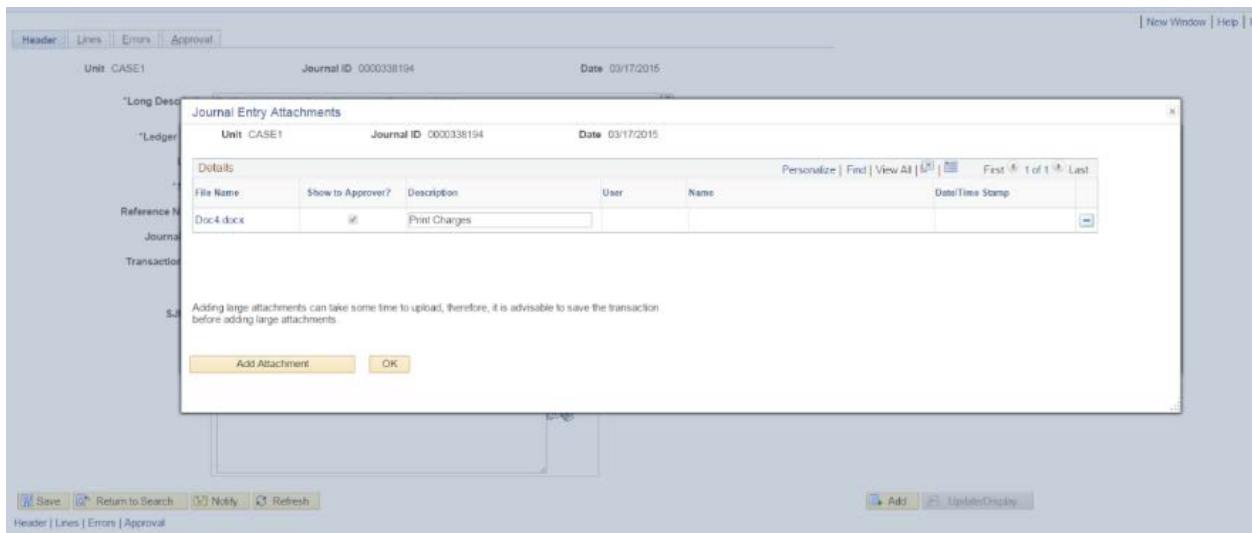 New Window | Help |
Header Lines Errors Approval
Unit CASE1 Journal ID 0000338194 Date 03/17/2015
*Long Desc
*Ledger
Reference N
Journal
Transaction
Journal Entry Attachments
Unit CASE1 Journal ID 0000338194 Date 03/17/2015
Details Personalize | Find | View All | First 1 of 1 Last
File Name Show to Approver? Description User Name Date/Time Stamp
Doc4.docx Print Charges
Adding large attachments can take some time to upload, therefore, it is advisable to save the transaction
before adding large attachments.
Add Attachment OK
Save Return to Search Notify Refresh Add Update/Display
Header | Lines | Errors | Approval